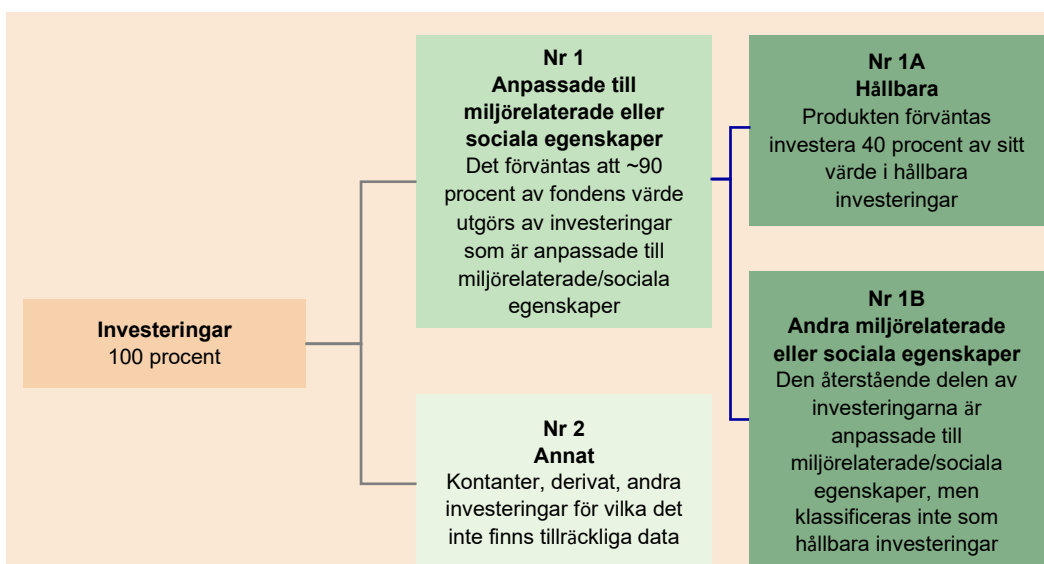 Investeringar
100 procent
Nr 1
Anpassade till
miljörelaterade eller
sociala egenskaper
Det förväntas att ~90
procent av fondens värde
utgörs av investeringar
som är anpassade till
miljörelaterade/sociala
egenskaper
Nr 2
Annat
Kontanter, derivat, andra
investeringar för vilka det
inte finns tillräckliga data
Nr 1A
Hållbara
Produkten förväntas
investera 40 procent av sitt
värde i hållbara
investeringar
Nr 1B
Andra miljörelaterade
eller sociala egenskaper
Den återstående delen av
investeringarna är
anpassade till
miljörelaterade/sociala
egenskaper, men
klassificeras inte som
hållbara investeringar